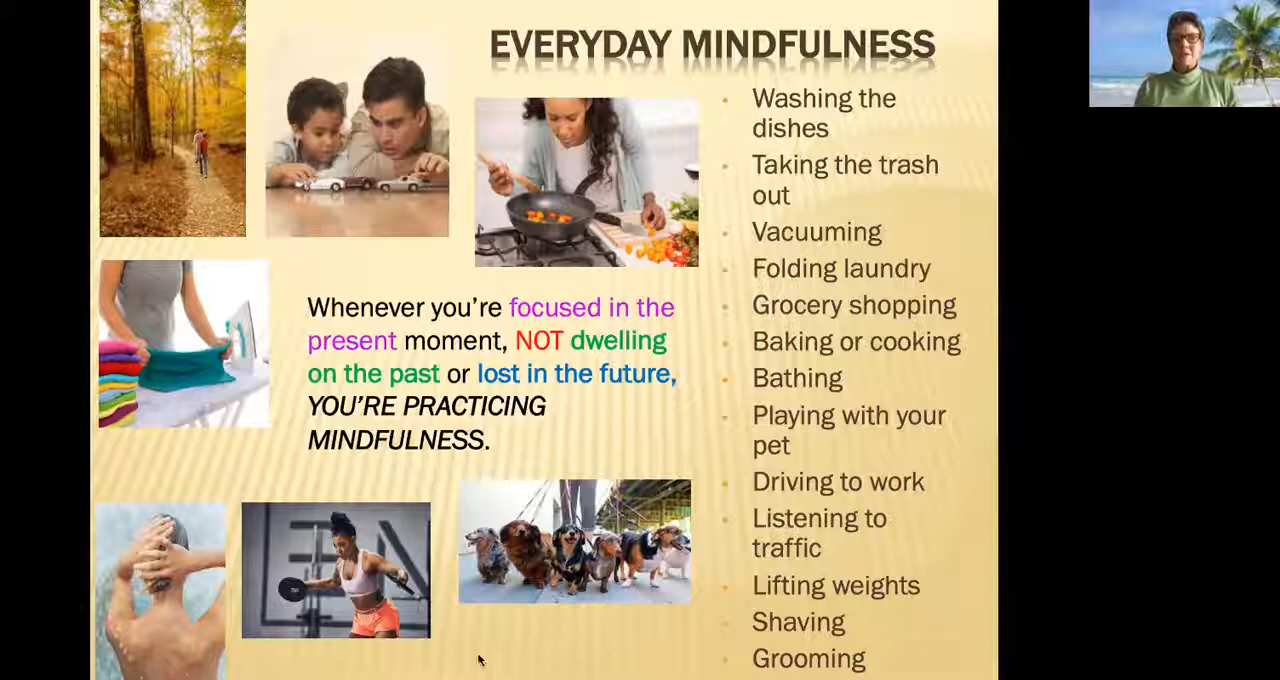 EVERYDAY MINDFULNESS
Whenever you're focused in the
present moment, NOT dwelling
on the past or lost in the future,
YOU'RE PRACTICING
MINDFULNESS.
Washing the
dishes
Taking the trash
out
Vacuuming
Folding laundry
Grocery shopping
Baking or cooking
Bathing
Playing with your
pet
Driving to work
Listening to
traffic
Lifting weights
Shaving
Grooming